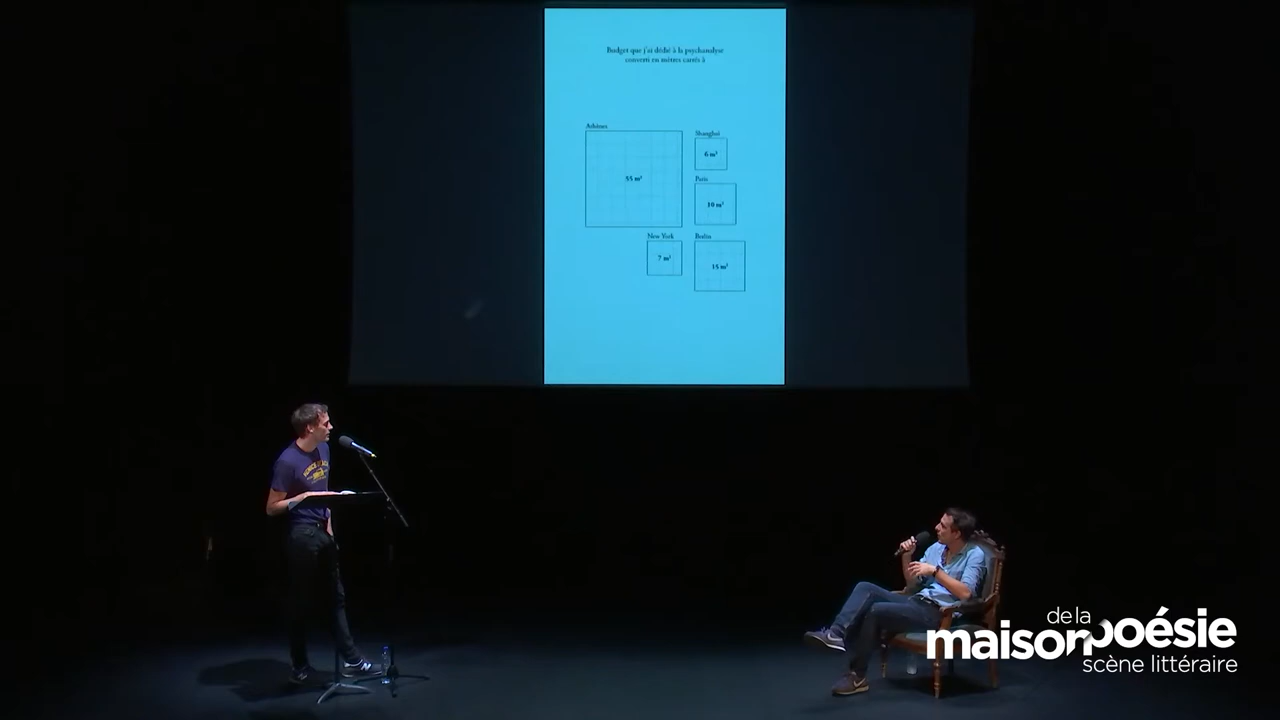 Budget que j'ai dédié à la psychanalyse
converti en mètres carrés à
Athènes
55 m²
Shanghai
6 m²
Paris
10 m²
New York
7 m²
Berlin
15 m²
de la
maison poésie
scène littéraire